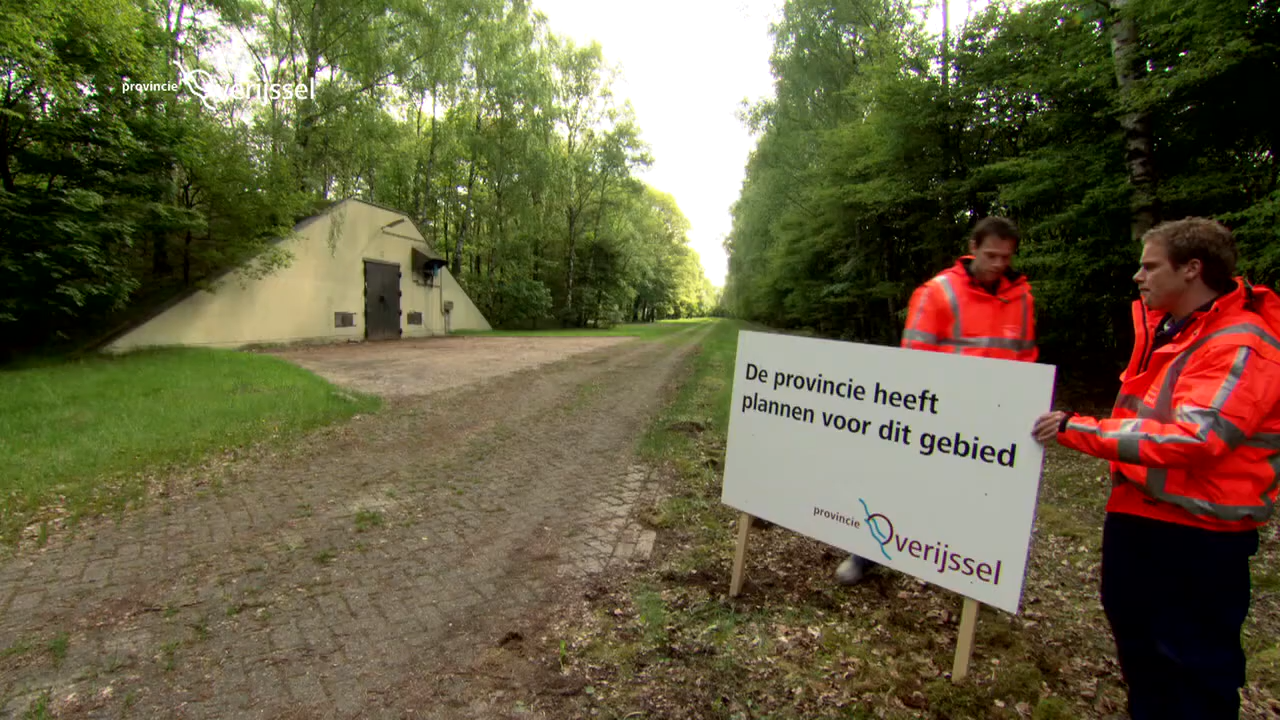 provincie Overijssel
De provincie heeft
plannen voor dit gebied
provincie Overijssel